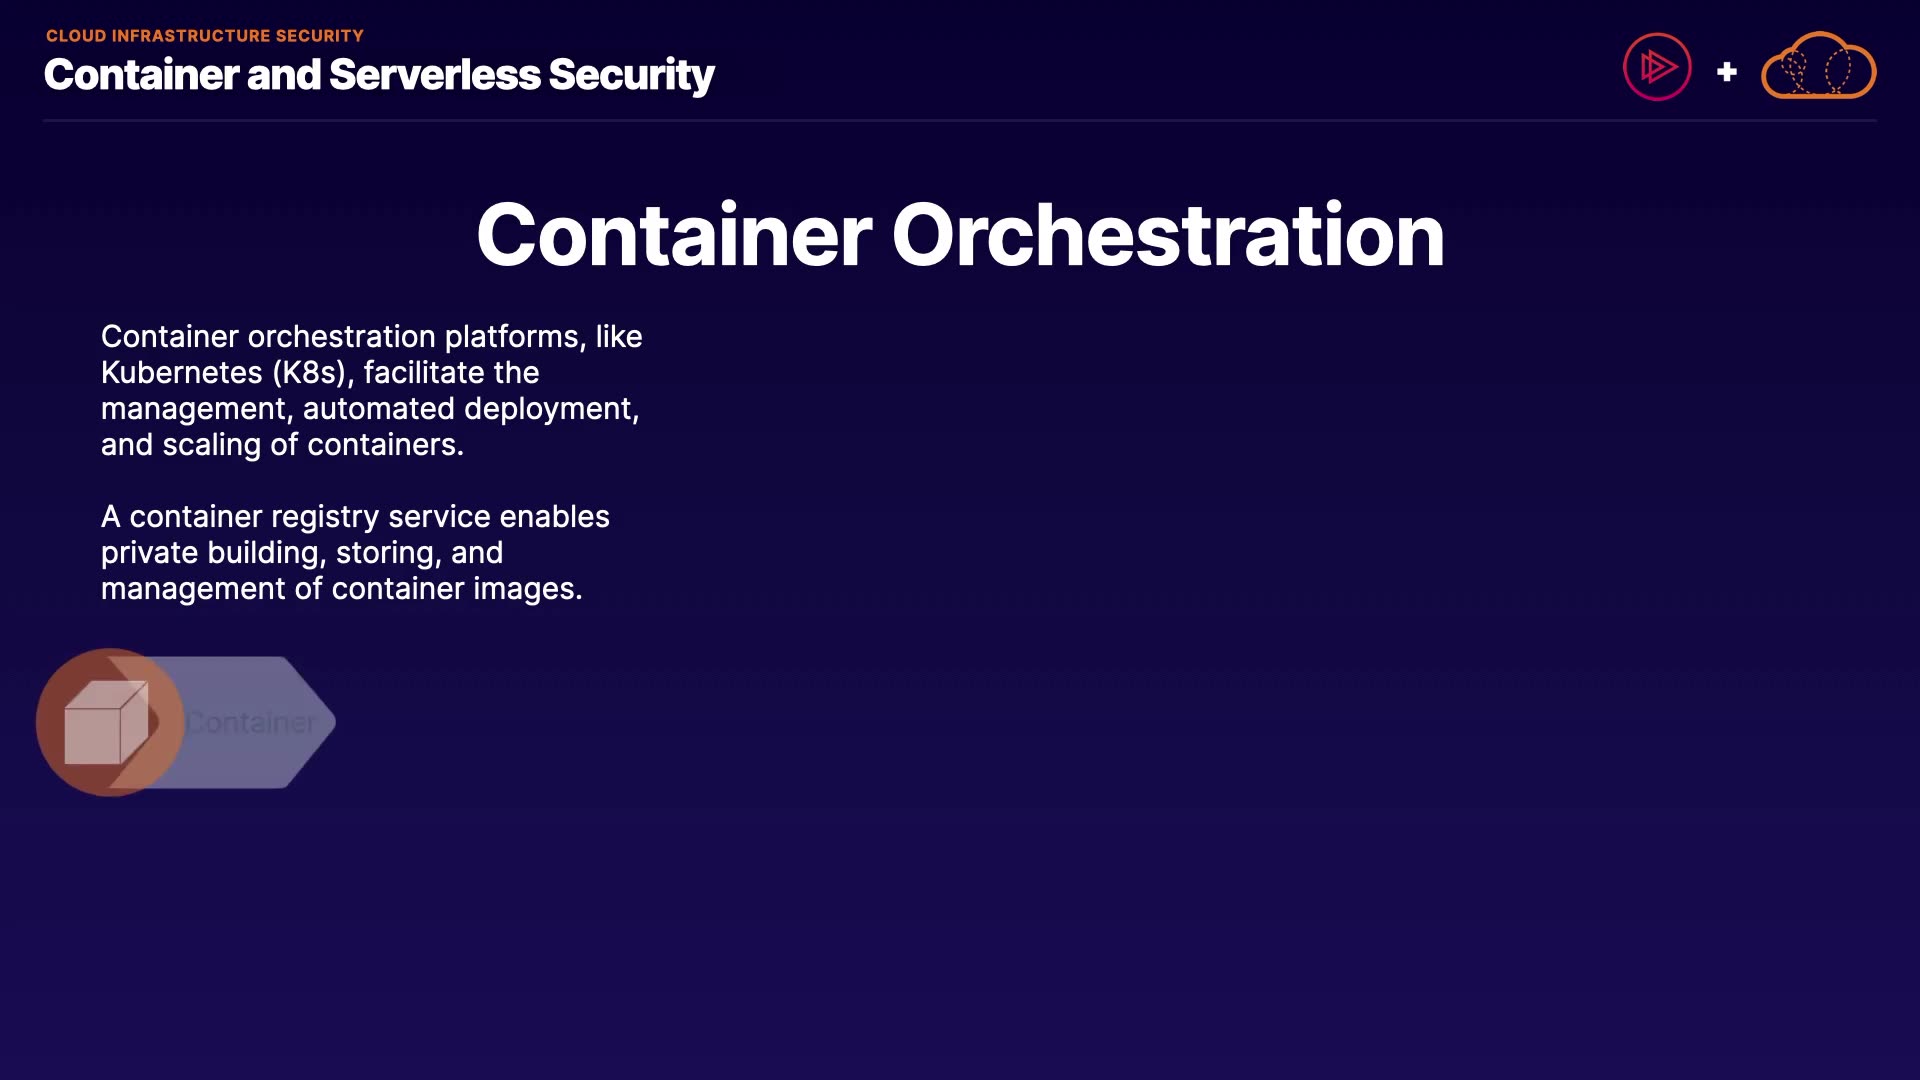 CLOUD INFRASTRUCTURE SECURITY
Container and Serverless Security
Container Orchestration
Container orchestration platforms, like
Kubernetes (K8s), facilitate the
management, automated deployment,
and scaling of containers.
A container registry service enables
private building, storing, and
management of container images.
Container